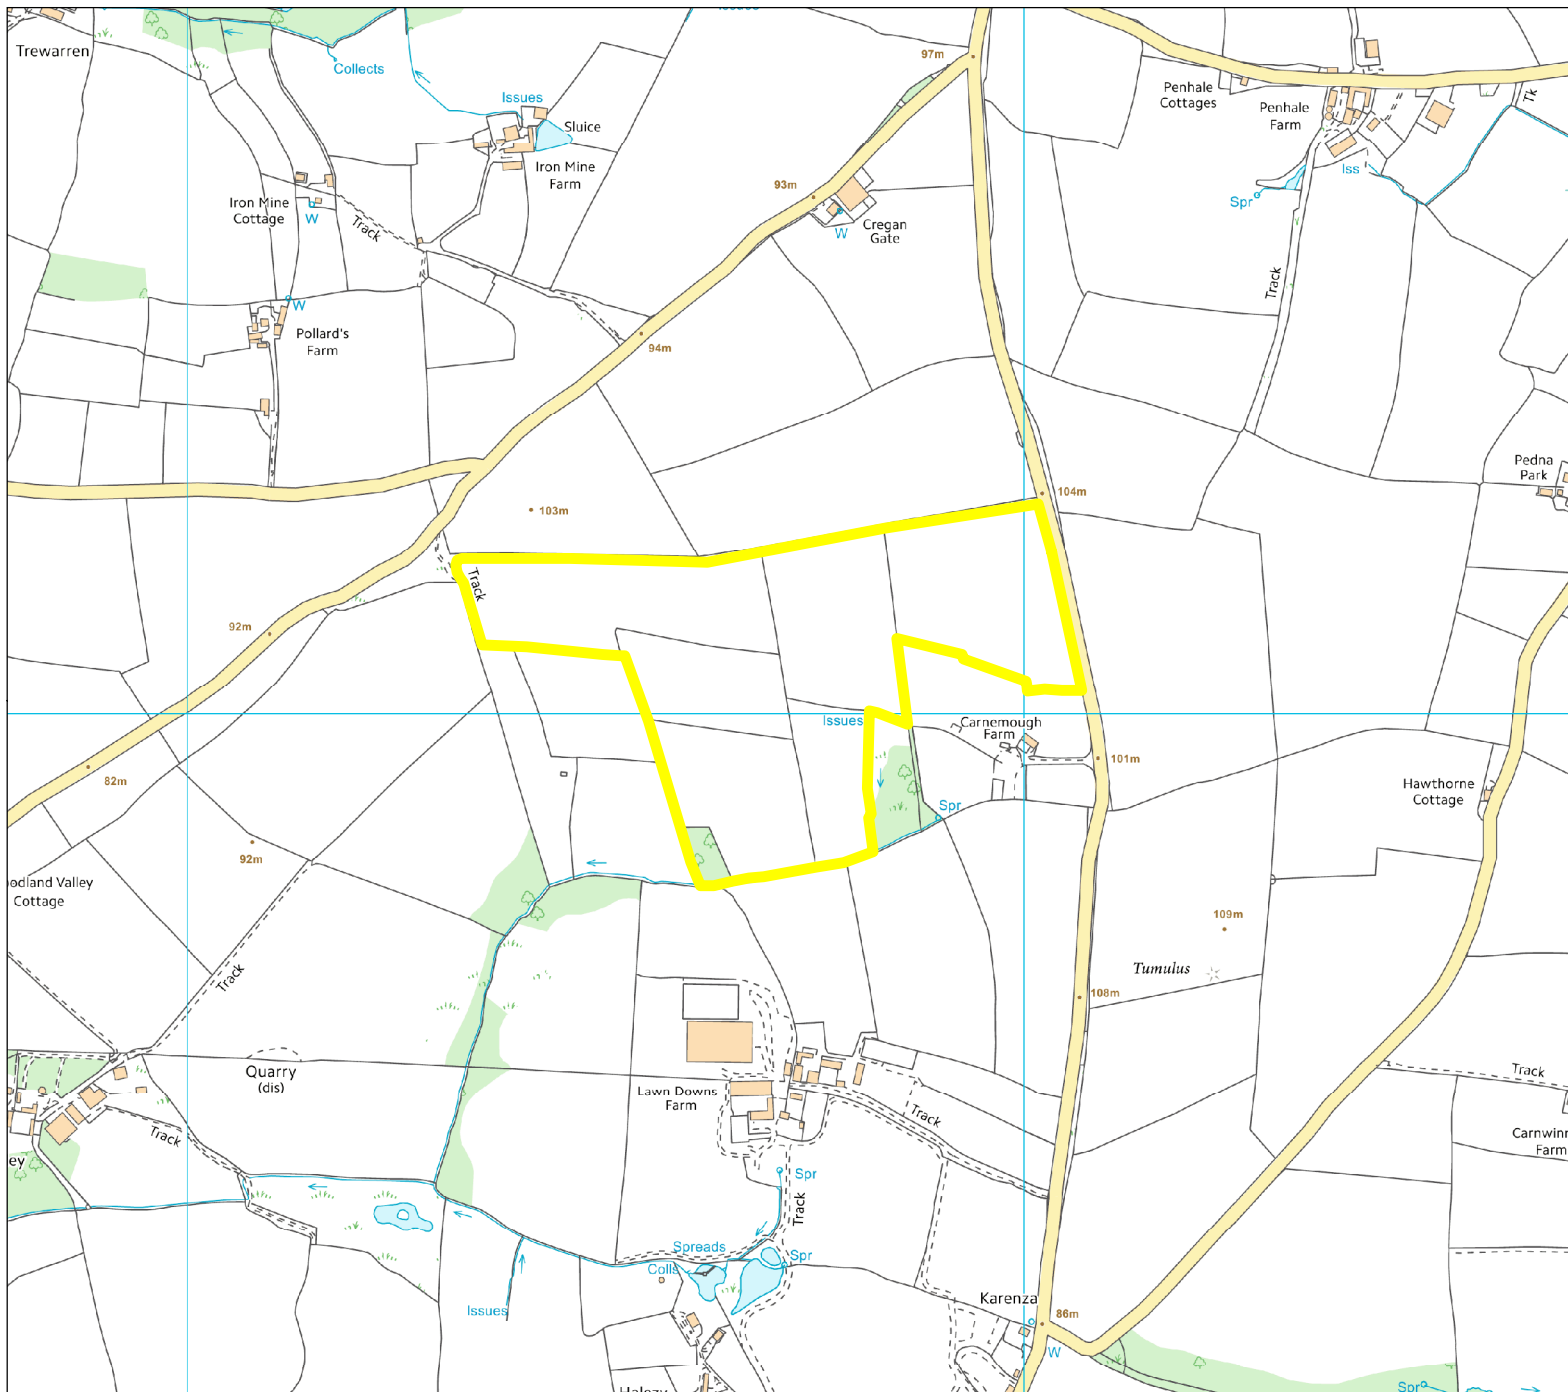 Issues
97m
Trewarren
Collects
Issues
Sluice
Penhale
Cottages
Penhale
Farm
Tk
Iron Mine
Farm
93m
Iss
Iron Mine
Cottage
W
Track
W
Cregan
Gate
Spr
Track
W
Pollard's
Farm
94m
Pedna
Park
104m
103m
Track
92m
Issues
Carnemough
Farm
101m
82m
Hawthorne
Cottage
Spr
92m
odland Valley
Cottage
109m
Tumulus
Track
108m
Quarry
(dis)
Track
Lawn Downs
Farm
Track
Track
Carnwinn
Farm
ey
Spr
Track
Spreads
Spr
Colls
Issues
Karenza
86m
W
Halezy
Spr